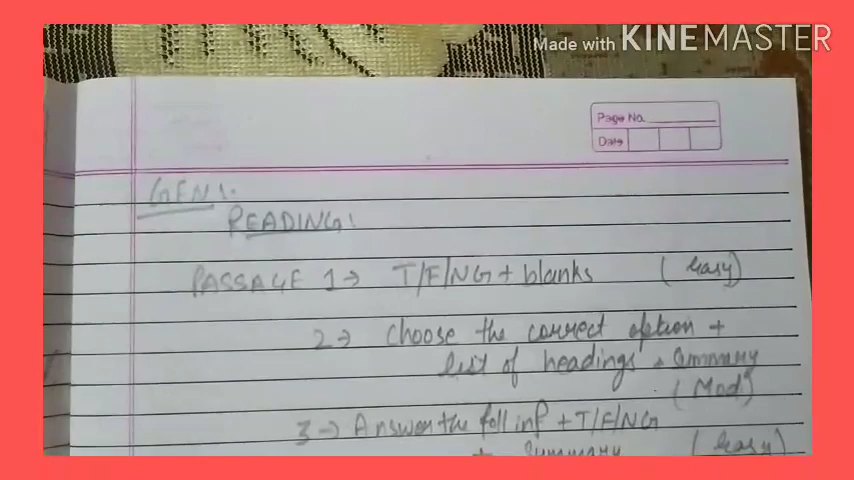 Made with KINEMASTER
Page No.
Date
GEN:
READING:
PASSAGE 1→ T/F/NG + blanks (easy)
2→ Choose the correct option +
list of headings + Summary
(Mod)
3→ Answer the foll inf + T/F/NG
+ Summary (easy)